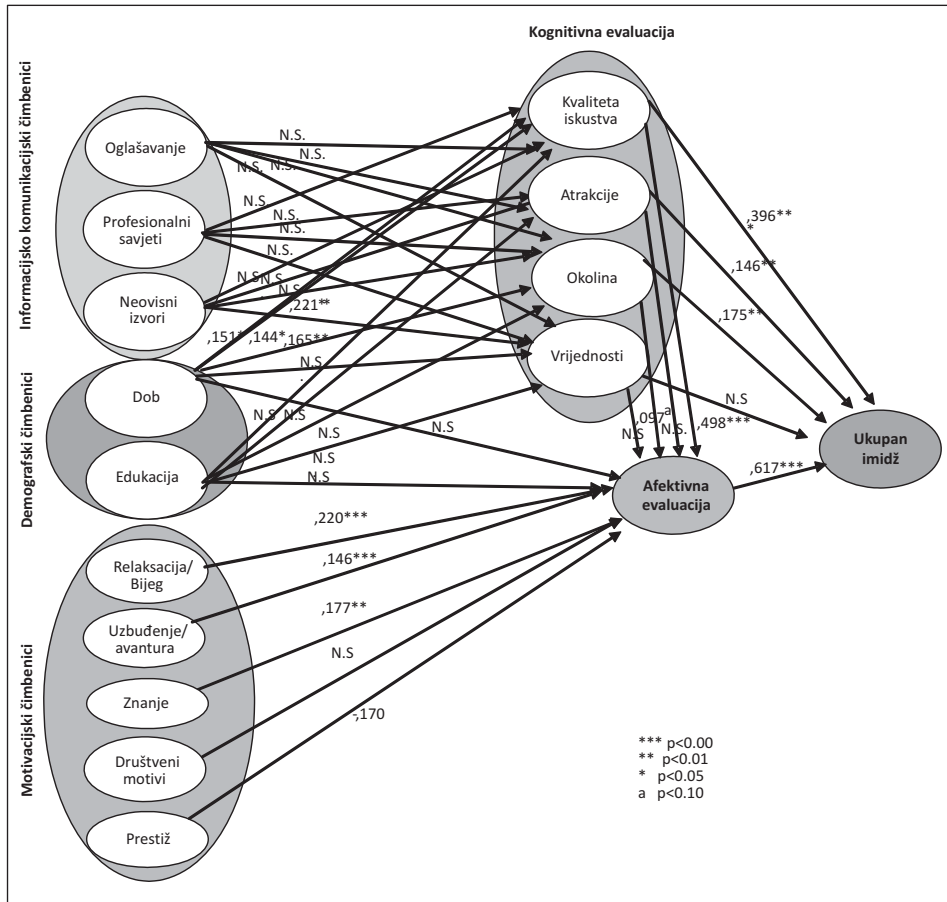 Kognitivna evaluacija
Informacijsko komunikacijski čimbenici
Oglašavanje
Profesionalni
savjeti
Neovisni
izvori
Demografski čimbenici
Dob
Edukacija
Motivacijski čimbenici
Relaksacija/
Bijeg
Uzbuđenje/
avantura
Znanje
Društveni
motivi
Prestiž
Kvaliteta
iskustva
Atrakcije
Okolina
Vrijednosti
Afektivna
evaluacija
Ukupan
imidž
N.S.
N.S.
N.S.
N.S.
N.S.
N.S.
N.S.
N.S
N.S.
,221**
,151*
,144*
,165**
N.S
N.S
N.S
N.S
N.S
N.S
N.S
,220***
,146***
,177**
N.S
-,170
,396**
*
,146**
,175**
N.S
,097a
N.S
N.S.
,498***
,617***
*** p<0.00
** p<0.01
* p<0.05
a p<0.10